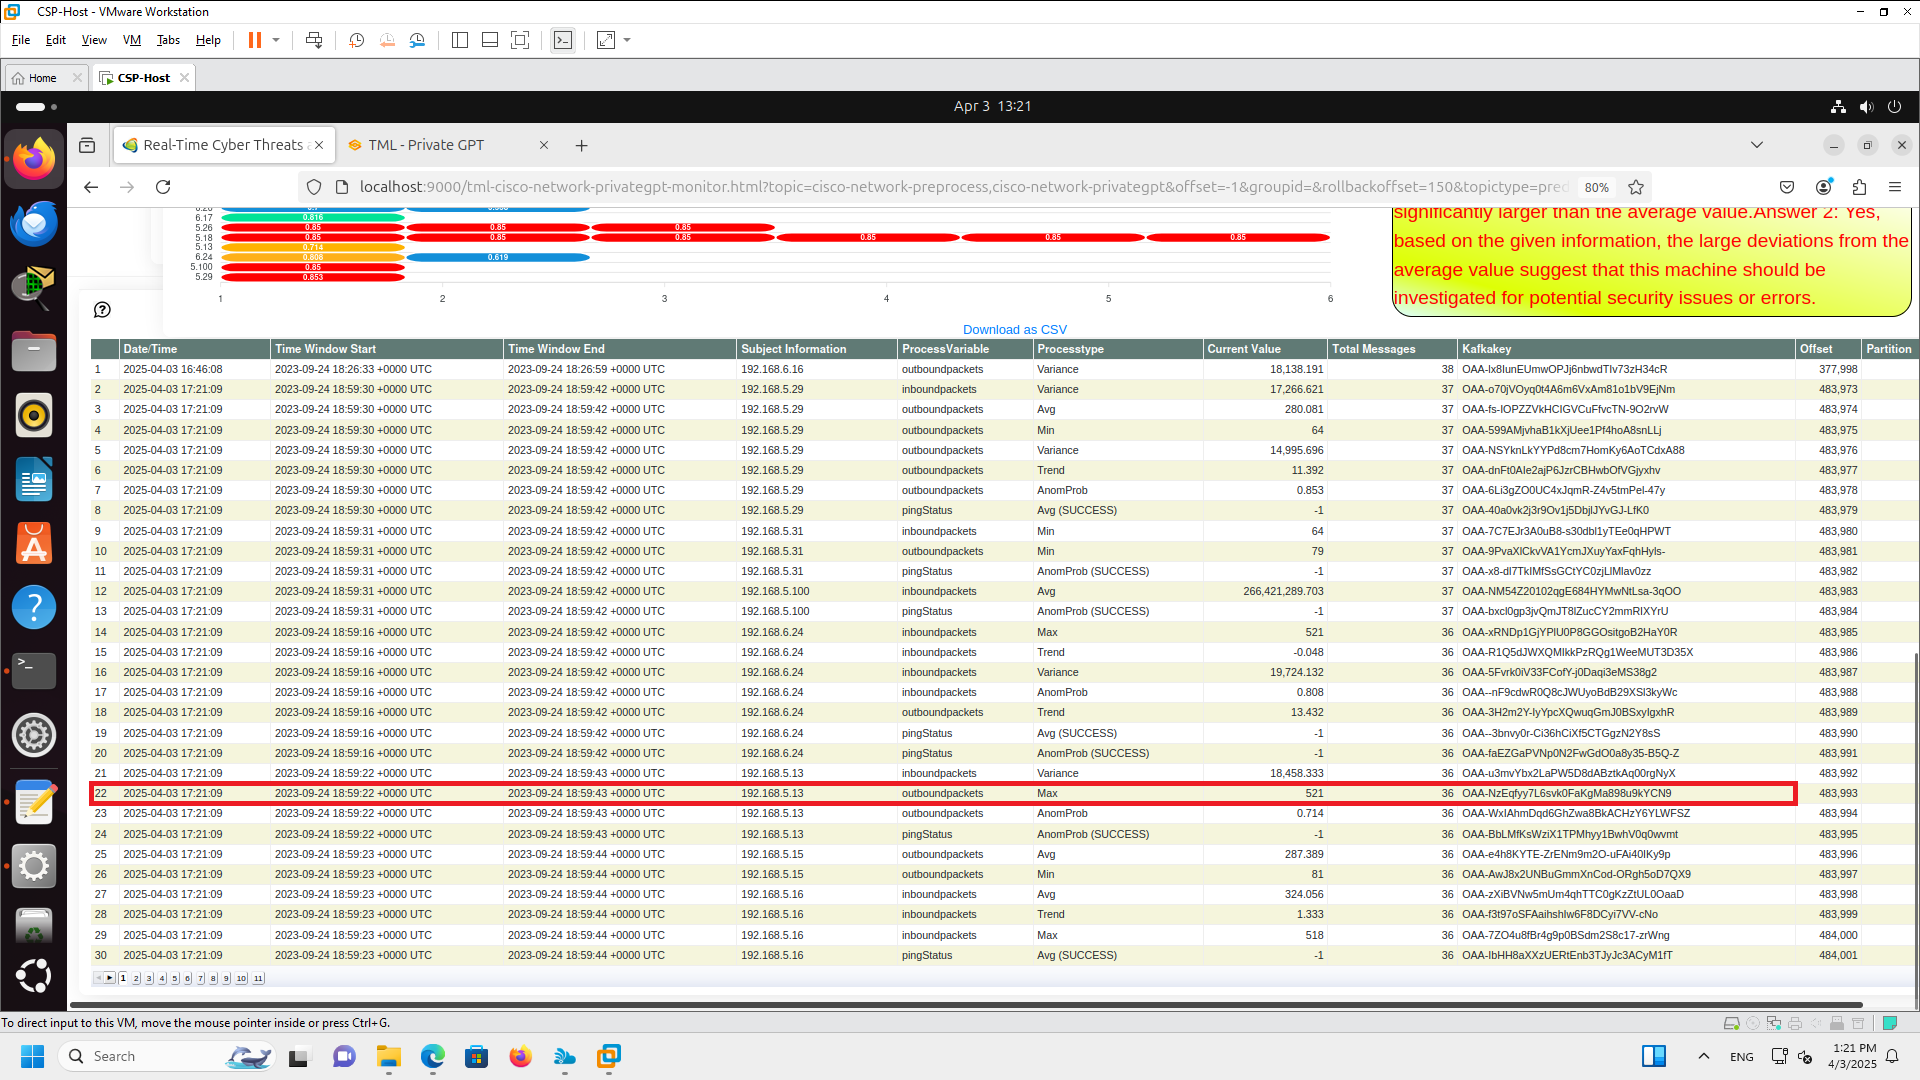 CSP-Host - VMware Workstation
File Edit View VM Tabs Help
Home CSP-Host
Apr 3 13:21
Real-Time Cyber Threats TML - Private GPT
localhost:9000/tml-cisco-network-privategpt-monitor.html?topic=cisco-network-preprocess,cisco-network-privategpt&offset=-1&groupid=&rollbackoffset=150&topictype=pred 80%
6.17 0.816
5.26 0.85 0.85 0.85
5.18 0.85 0.85 0.85 0.85 0.85 0.85
5.13 0.714
6.24 0.808 0.619
5.100 0.85
5.29 0.853
1 2 3 4 5 6
significantly larger than the average value.Answer 2: Yes,
based on the given information, the large deviations from the
average value suggest that this machine should be
investigated for potential security issues or errors.
Download as CSV
Date/Time Time Window Start Time Window End Subject Information ProcessVariable Processtype Current Value Total Messages Kafkakey Offset Partition
1 2025-04-03 16:46:08 2023-09-24 18:26:33 +0000 UTC 2023-09-24 18:26:59 +0000 UTC 192.168.6.16 outboundpackets Variance 18,138.191 38 377,998
2 2025-04-03 17:21:09 2023-09-24 18:59:30 +0000 UTC 2023-09-24 18:59:42 +0000 UTC 192.168.5.29 inboundpackets Variance 17,266.621 37 OAA-o70jVOyq0t4A6m6VxAm81o1bV9EjNm 483,973
3 2025-04-03 17:21:09 2023-09-24 18:59:30 +0000 UTC 2023-09-24 18:59:42 +0000 UTC 192.168.5.29 outboundpackets Avg 280.081 37 483,974
4 2025-04-03 17:21:09 2023-09-24 18:59:30 +0000 UTC 2023-09-24 18:59:42 +0000 UTC 192.168.5.29 outboundpackets Min 64 37 OAA-599AMjvhaB1kXjUee1Pf4hoA8snLLj 483,975
5 2025-04-03 17:21:09 2023-09-24 18:59:30 +0000 UTC 2023-09-24 18:59:42 +0000 UTC 192.168.5.29 outboundpackets Variance 14,995.696 37 OAA-NSYknLkYYPd8cm7HomKy6AoTCdxA88 483,976
6 2025-04-03 17:21:09 2023-09-24 18:59:30 +0000 UTC 2023-09-24 18:59:42 +0000 UTC 192.168.5.29 outboundpackets Trend 11.392 37 483,977
7 2025-04-03 17:21:09 2023-09-24 18:59:30 +0000 UTC 2023-09-24 18:59:42 +0000 UTC 192.168.5.29 outboundpackets AnomProb 0.853 37 483,978
8 2025-04-03 17:21:09 2023-09-24 18:59:30 +0000 UTC 2023-09-24 18:59:42 +0000 UTC 192.168.5.29 pingStatus Avg (SUCCESS) -1 37 483,979
9 2025-04-03 17:21:09 2023-09-24 18:59:31 +0000 UTC 2023-09-24 18:59:42 +0000 UTC 192.168.5.31 inboundpackets Min 64 37 483,980
10 2025-04-03 17:21:09 2023-09-24 18:59:31 +0000 UTC 2023-09-24 18:59:42 +0000 UTC 192.168.5.31 outboundpackets Min 79 37 483,981
11 2025-04-03 17:21:09 2023-09-24 18:59:31 +0000 UTC 2023-09-24 18:59:42 +0000 UTC 192.168.5.31 pingStatus AnomProb (SUCCESS) -1 37 483,982
12 2025-04-03 17:21:09 2023-09-24 18:59:31 +0000 UTC 2023-09-24 18:59:42 +0000 UTC 192.168.5.100 inboundpackets Avg 266,421,289.703 37 OAA-NM54Z20102qgE684HYMwNtLsa-3qOO 483,983
13 2025-04-03 17:21:09 2023-09-24 18:59:31 +0000 UTC 2023-09-24 18:59:42 +0000 UTC 192.168.5.100 pingStatus AnomProb (SUCCESS) -1 37 483,984
14 2025-04-03 17:21:09 2023-09-24 18:59:16 +0000 UTC 2023-09-24 18:59:42 +0000 UTC 192.168.6.24 inboundpackets Max 521 36 483,985
15 2025-04-03 17:21:09 2023-09-24 18:59:16 +0000 UTC 2023-09-24 18:59:42 +0000 UTC 192.168.6.24 inboundpackets Trend -0.048 36 483,986
16 2025-04-03 17:21:09 2023-09-24 18:59:16 +0000 UTC 2023-09-24 18:59:42 +0000 UTC 192.168.6.24 inboundpackets Variance 19,724.132 36 OAA-5Fvrk0iV33FCofY-j0Daqi3eMS38g2 483,987
17 2025-04-03 17:21:09 2023-09-24 18:59:16 +0000 UTC 2023-09-24 18:59:42 +0000 UTC 192.168.6.24 inboundpackets AnomProb 0.808 36 483,988
18 2025-04-03 17:21:09 2023-09-24 18:59:16 +0000 UTC 2023-09-24 18:59:42 +0000 UTC 192.168.6.24 outboundpackets Trend 13.432 36 483,989
19 2025-04-03 17:21:09 2023-09-24 18:59:16 +0000 UTC 2023-09-24 18:59:42 +0000 UTC 192.168.6.24 pingStatus Avg (SUCCESS) -1 36 OAA--3bnvy0r-Ci36hCiXf5CTGgzN2Y8sS 483,990
20 2025-04-03 17:21:09 2023-09-24 18:59:16 +0000 UTC 2023-09-24 18:59:42 +0000 UTC 192.168.6.24 pingStatus AnomProb (SUCCESS) -1 36 OAA-faEZGaPVNp0N2FwGdO0a8y35-B5Q-Z 483,991
21 2025-04-03 17:21:09 2023-09-24 18:59:22 +0000 UTC 2023-09-24 18:59:43 +0000 UTC 192.168.5.13 inboundpackets Variance 18,458.333 36 OAA-u3mvYbx2LaPW5D8dABztkAq00rgNyX 483,992
22 2025-04-03 17:21:09 2023-09-24 18:59:22 +0000 UTC 2023-09-24 18:59:43 +0000 UTC 192.168.5.13 outboundpackets Max 521 36 OAA-NzEqfyy7L6svk0FaKgMa898u9kYCN9 483,993
23 2025-04-03 17:21:09 2023-09-24 18:59:22 +0000 UTC 2023-09-24 18:59:43 +0000 UTC 192.168.5.13 outboundpackets AnomProb 0.714 36 483,994
24 2025-04-03 17:21:09 2023-09-24 18:59:22 +0000 UTC 2023-09-24 18:59:43 +0000 UTC 192.168.5.13 pingStatus AnomProb (SUCCESS) -1 36 OAA-BbLMfKsWziX1TPMhyy1BwhV0q0wvmt 483,995
25 2025-04-03 17:21:09 2023-09-24 18:59:23 +0000 UTC 2023-09-24 18:59:44 +0000 UTC 192.168.5.15 outboundpackets Avg 287.389 36 483,996
26 2025-04-03 17:21:09 2023-09-24 18:59:23 +0000 UTC 2023-09-24 18:59:44 +0000 UTC 192.168.5.15 outboundpackets Min 81 36 OAA-AwJ8x2UNBuGmmXnCod-ORgh5oD7QX9 483,997
27 2025-04-03 17:21:09 2023-09-24 18:59:23 +0000 UTC 2023-09-24 18:59:44 +0000 UTC 192.168.5.16 inboundpackets Avg 324.056 36 OAA-zXiBVNw5mUm4qhTTC0gKzZtUL0OaaD 483,998
28 2025-04-03 17:21:09 2023-09-24 18:59:23 +0000 UTC 2023-09-24 18:59:44 +0000 UTC 192.168.5.16 inboundpackets Trend 1.333 36 483,999
29 2025-04-03 17:21:09 2023-09-24 18:59:23 +0000 UTC 2023-09-24 18:59:44 +0000 UTC 192.168.5.16 inboundpackets Max 518 36 OAA-7ZO4u8fBr4g9p0BSdm2S8c17-zrWng 484,000
30 2025-04-03 17:21:09 2023-09-24 18:59:23 +0000 UTC 2023-09-24 18:59:44 +0000 UTC 192.168.5.16 pingStatus Avg (SUCCESS) -1 36 484,001
1 2 3 4 5 6 7 8 9 10 11
To direct input to this VM, move the mouse pointer inside or press Ctrl+G.
Search
ENG
1:21 PM
4/3/2025